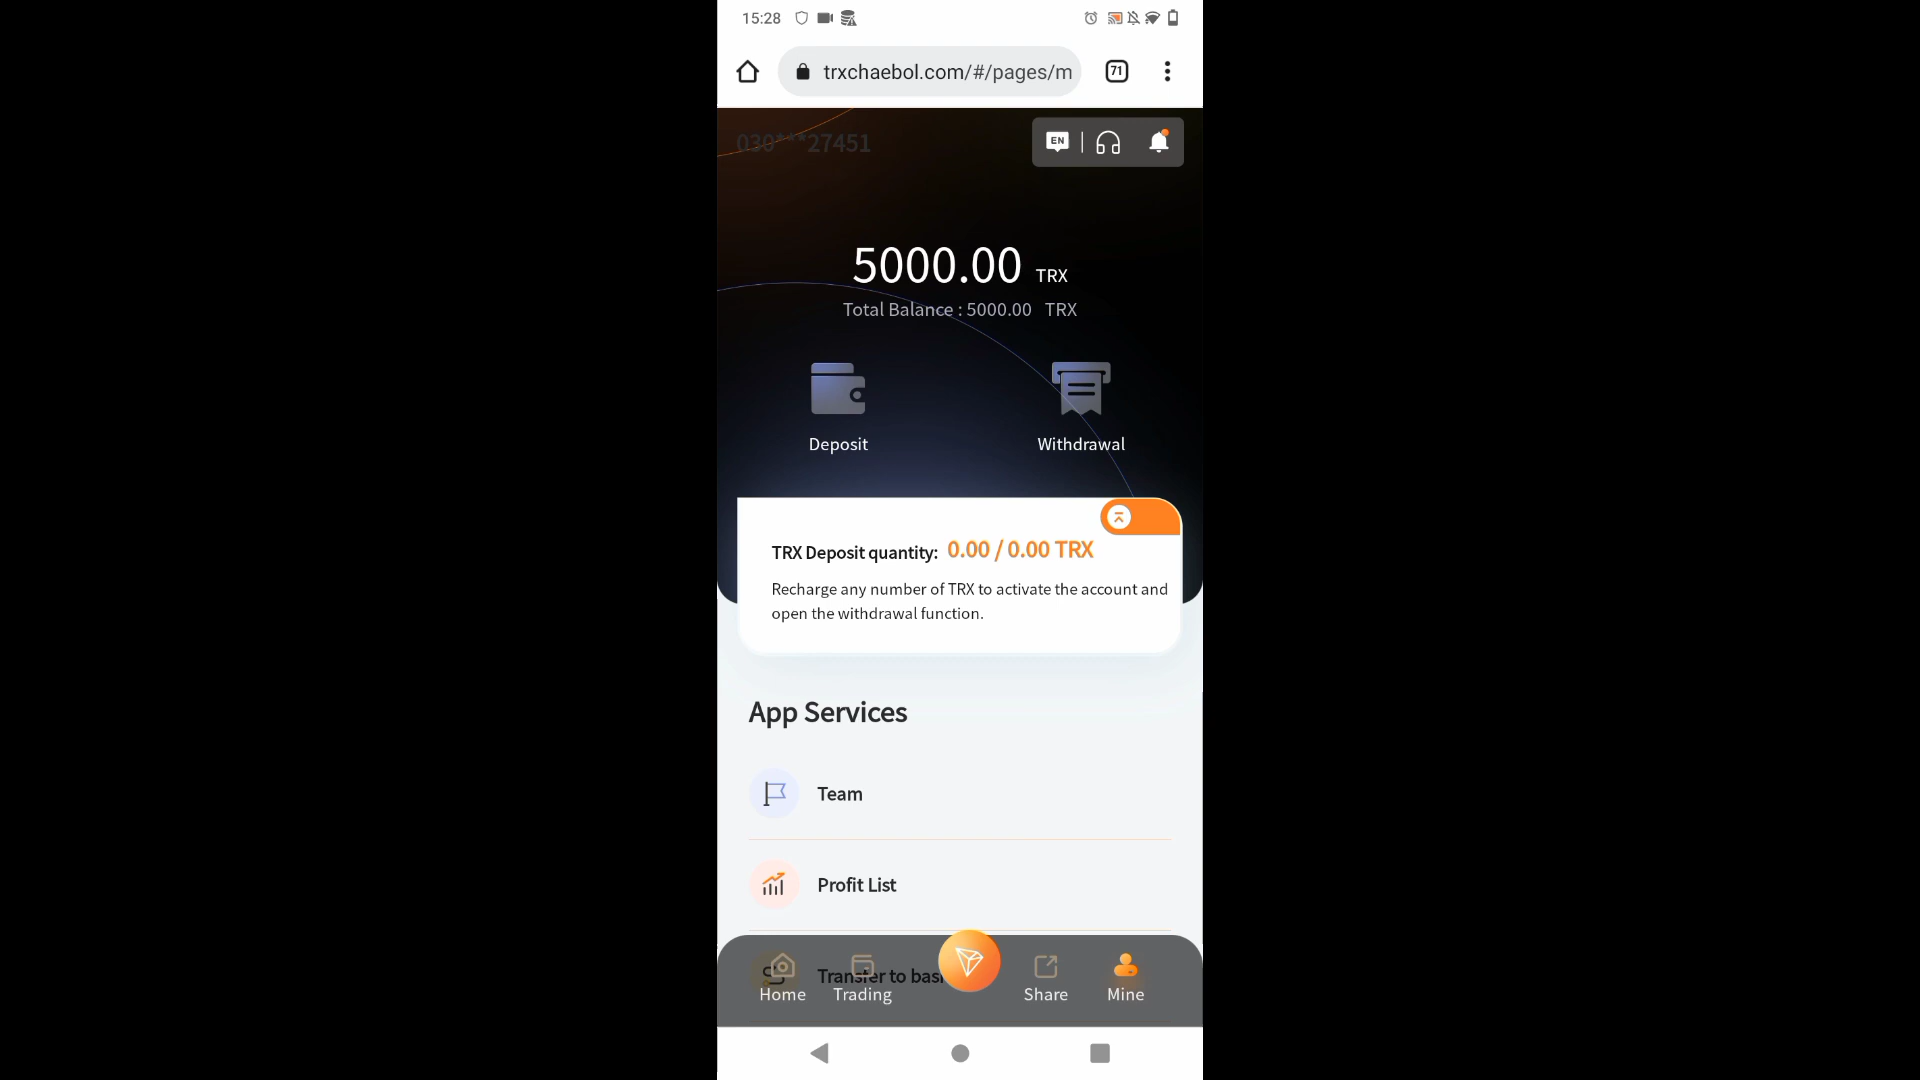 15:28
trxchaebol.com/#/pages/m
71
030***27451
EN
5000.00 TRX
Total Balance : 5000.00 TRX
Deposit
Withdrawal
TRX Deposit quantity: 0.00 / 0.00 TRX
Recharge any number of TRX to activate the account and
open the withdrawal function.
App Services
Team
Profit List
Transfer to
Home
Trading
Share
Mine